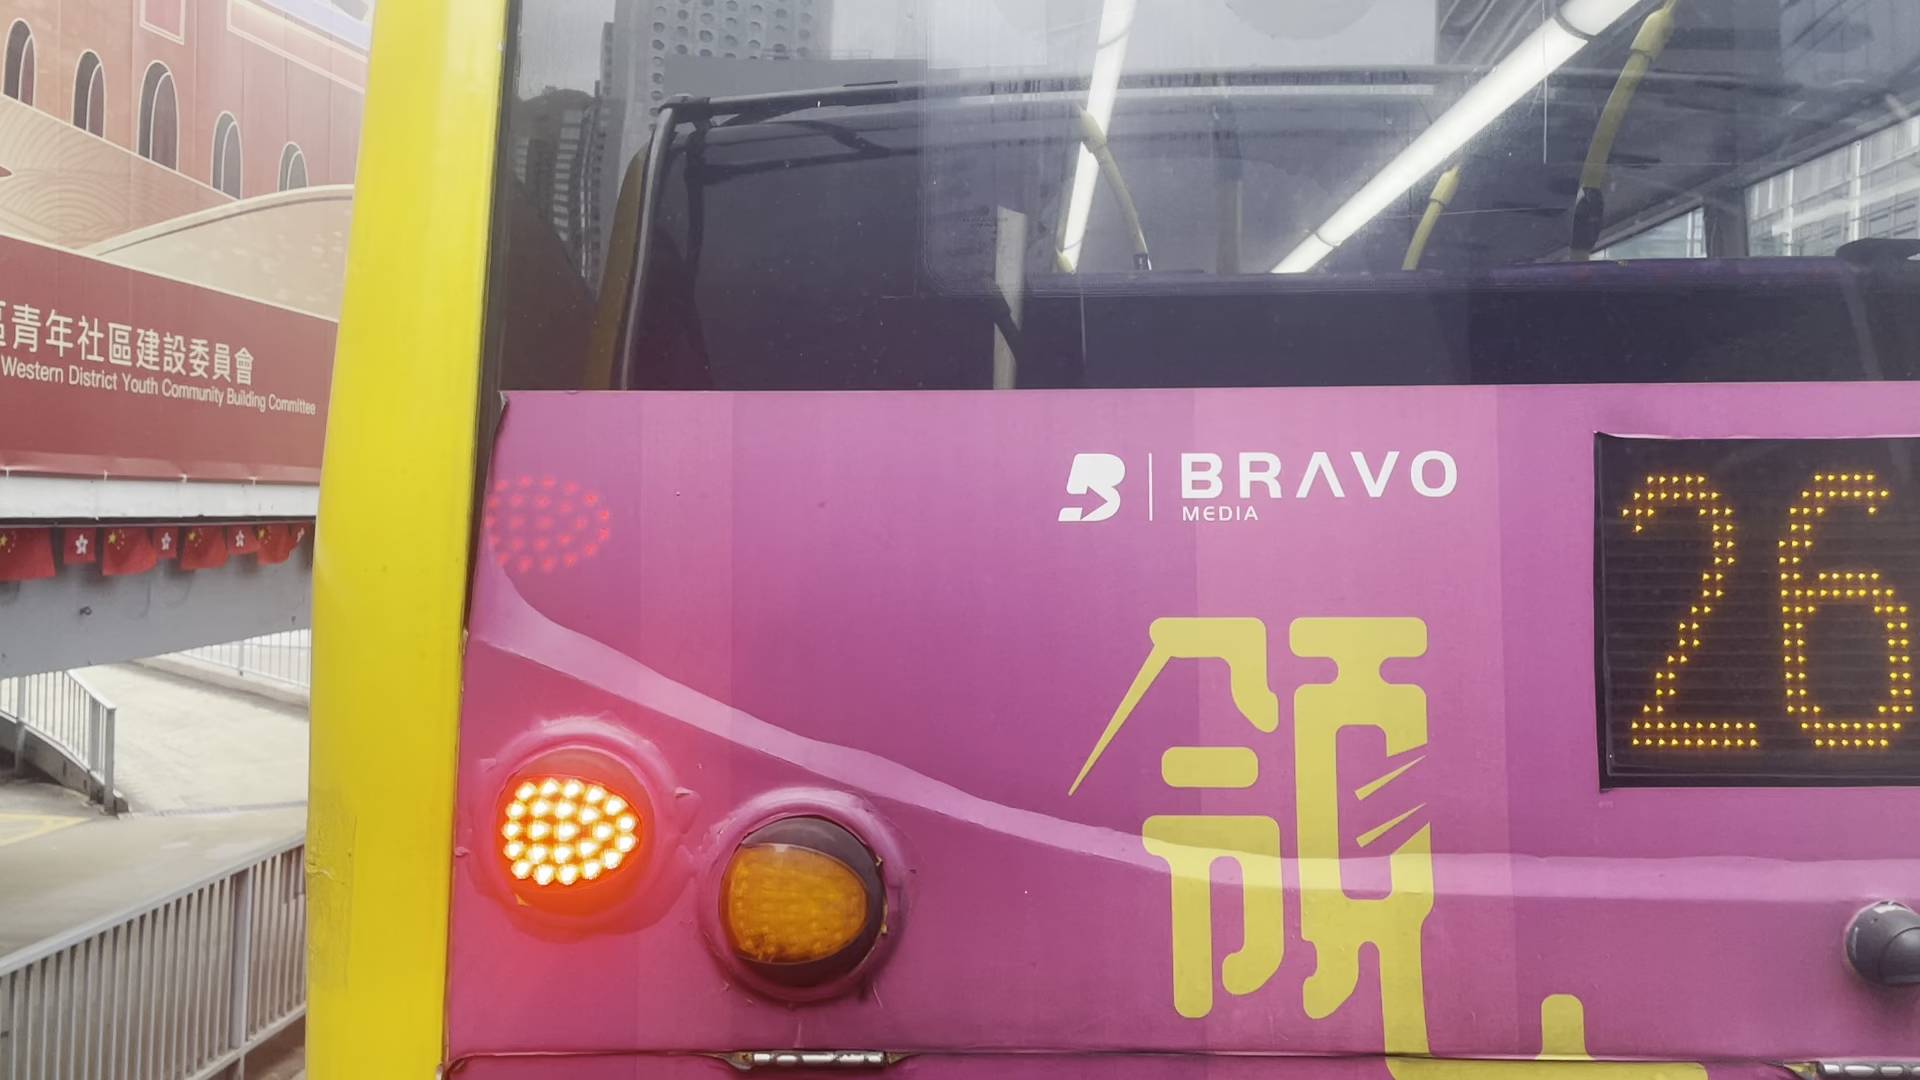 區青年社區建設委員會
Western District Youth Community Building Committee
BRAVO
MEDIA
26
領